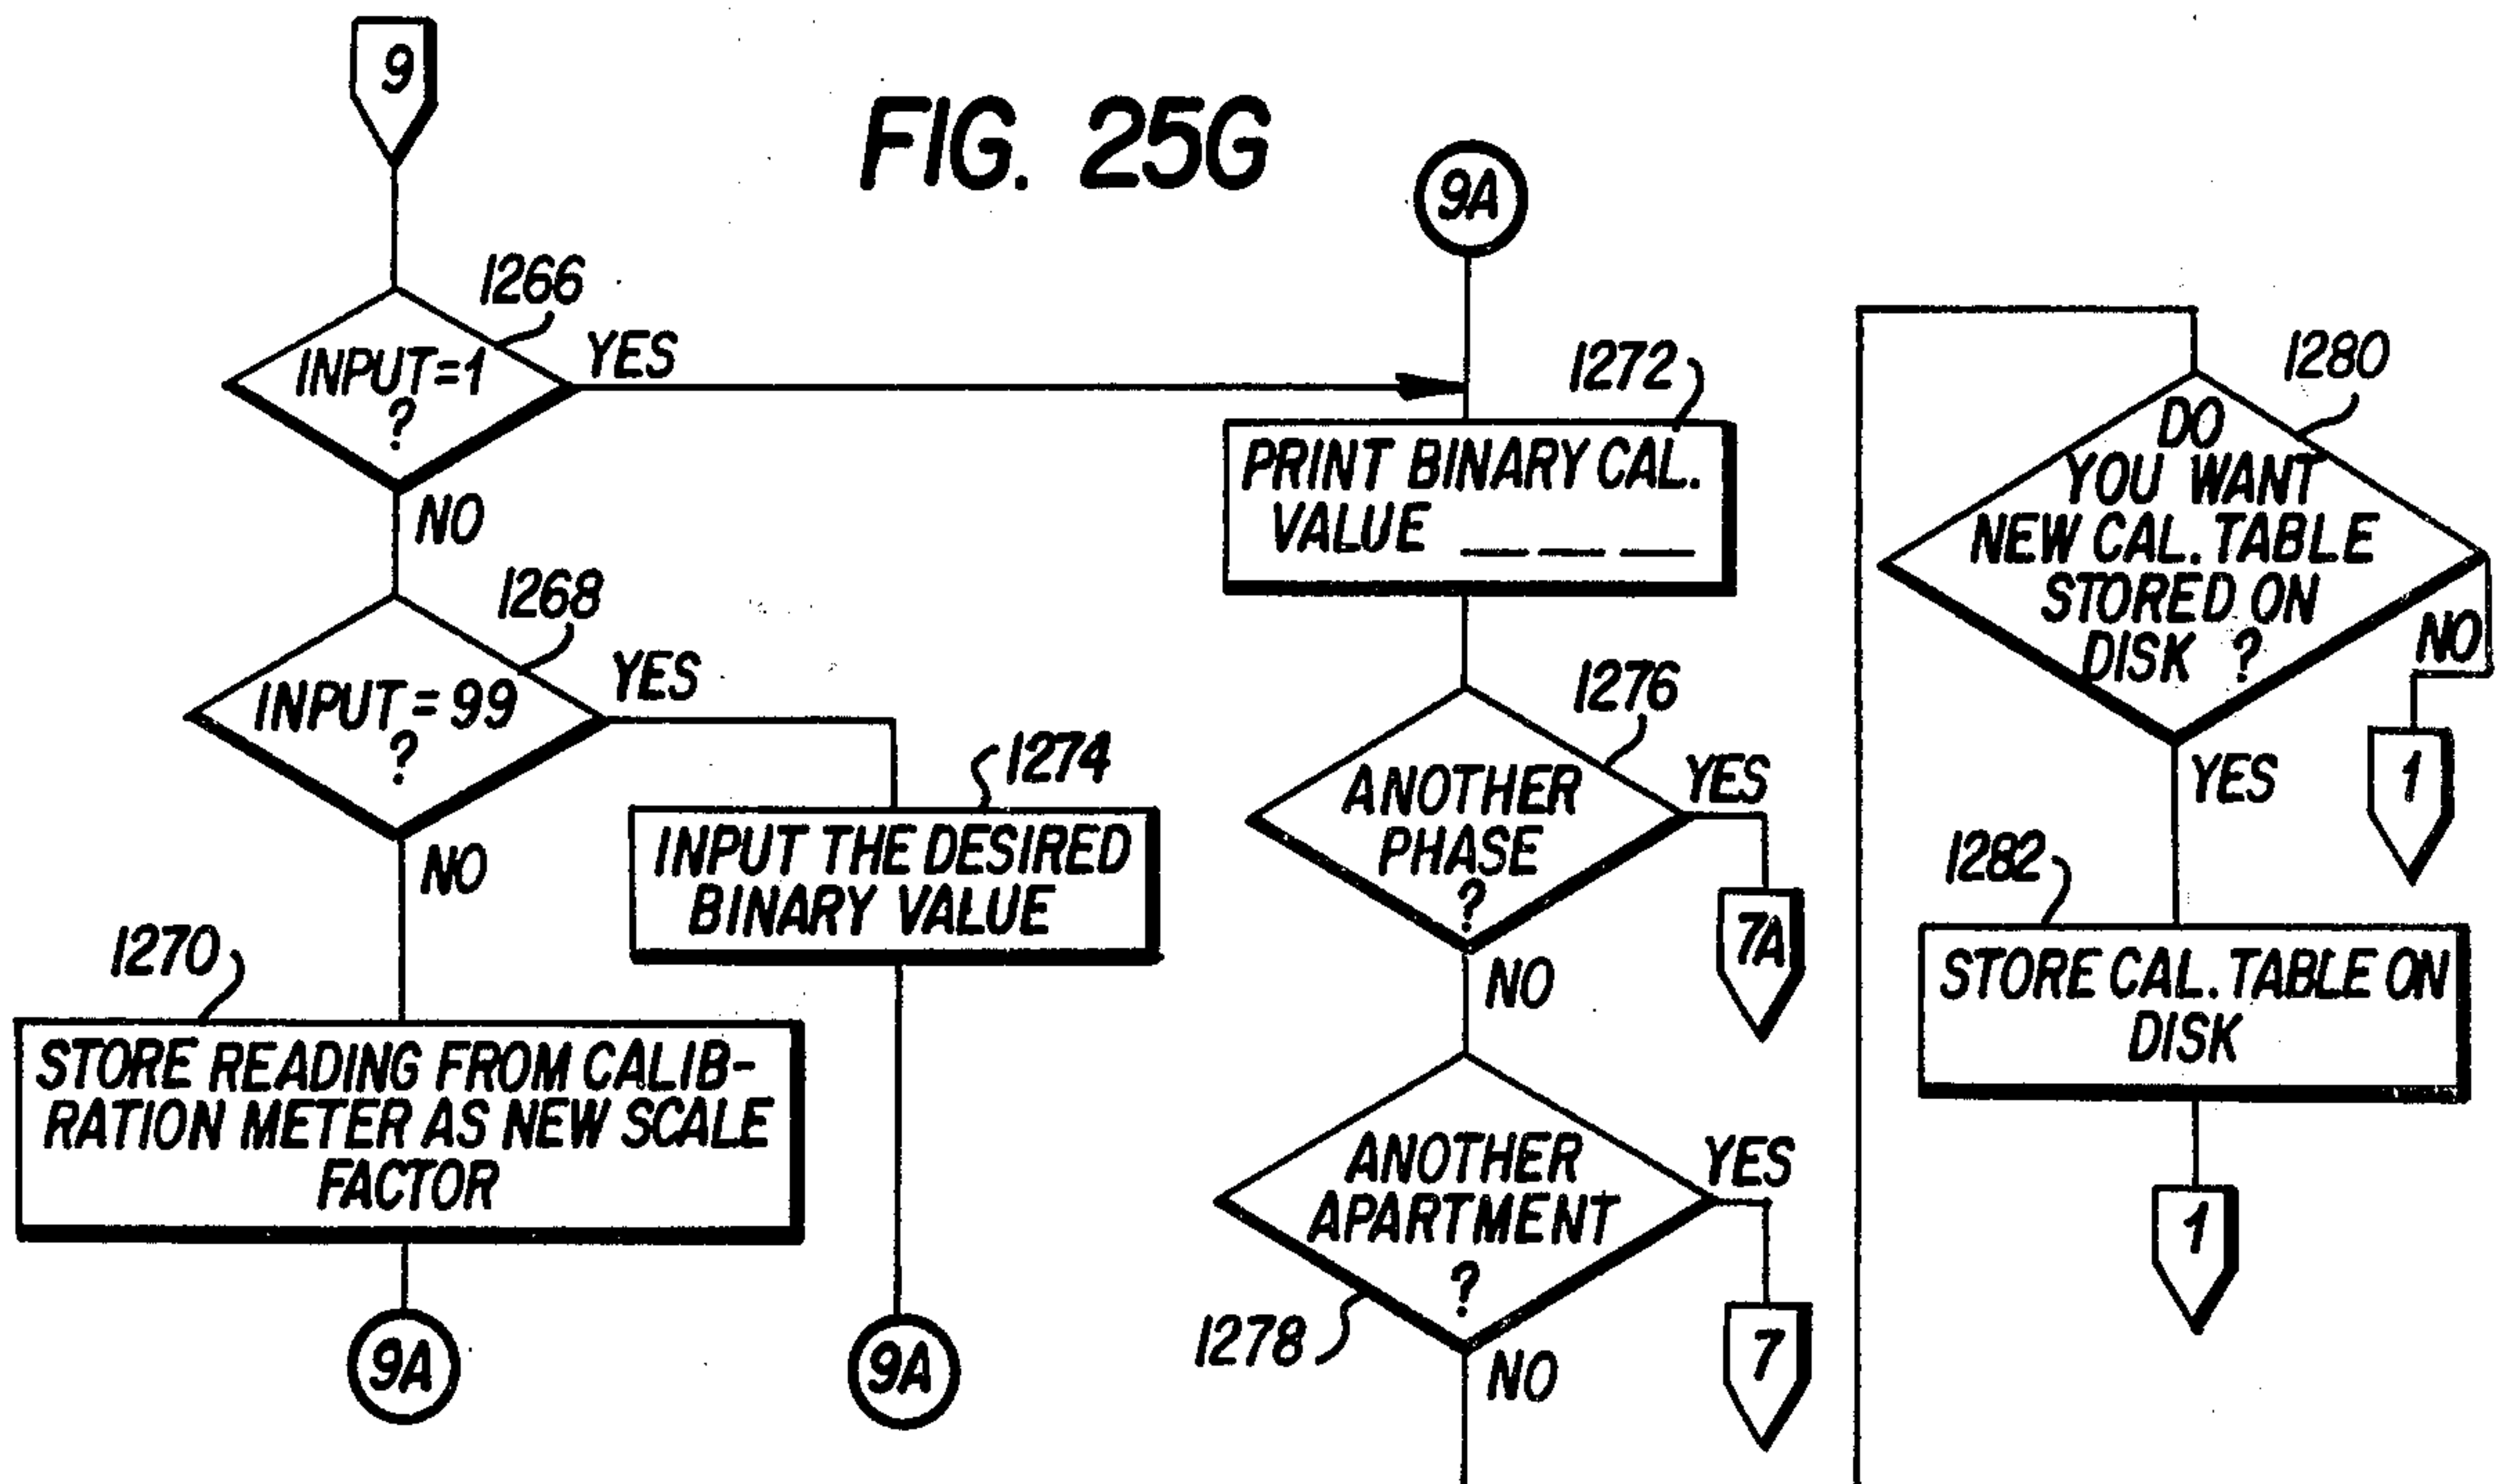 9
FIG. 25G
1266
INPUT=1
?
YES
NO
1268
INPUT=99
?
YES
NO
1274
INPUT THE DESIRED
BINARY VALUE
1270
STORE READING FROM CALIB-
RATION METER AS NEW SCALE
FACTOR
9A
9A
9A
1272
PRINT BINARY CAL.
VALUE ___ ___ ___
1276
ANOTHER
PHASE
?
YES
7A
NO
ANOTHER
APARTMENT
?
YES
1278
7
NO
1280
DO
YOU WANT
NEW CAL. TABLE
STORED ON
DISK ?
NO
1
YES
1282
STORE CAL. TABLE ON
DISK
1